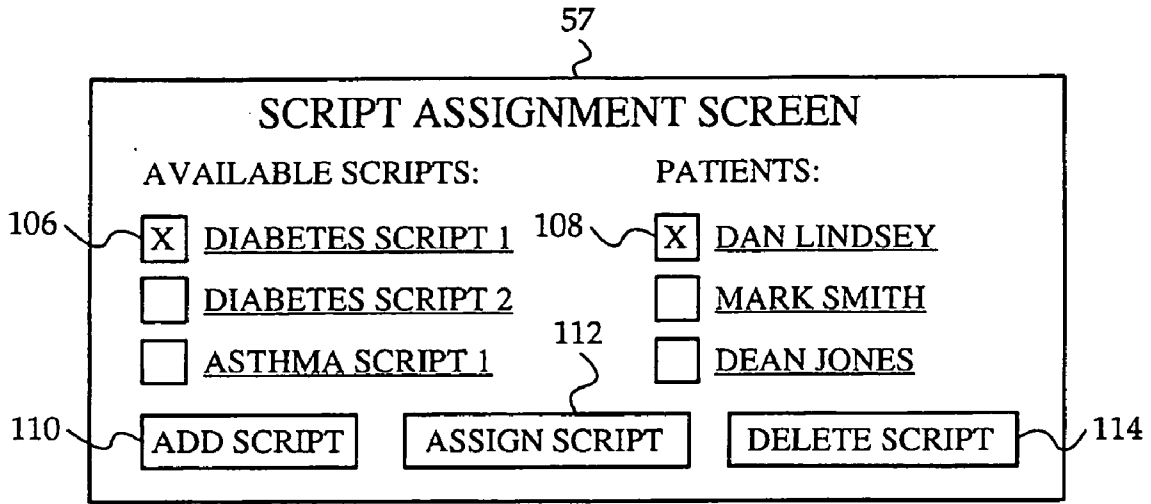 57
SCRIPT ASSIGNMENT SCREEN
AVAILABLE SCRIPTS: PATIENTS:
106 X DIABETES SCRIPT 1 108 X DAN LINDSEY
DIABETES SCRIPT 2 MARK SMITH
112
ASTHMA SCRIPT 1 DEAN JONES
110 ADD SCRIPT ASSIGN SCRIPT DELETE SCRIPT 114